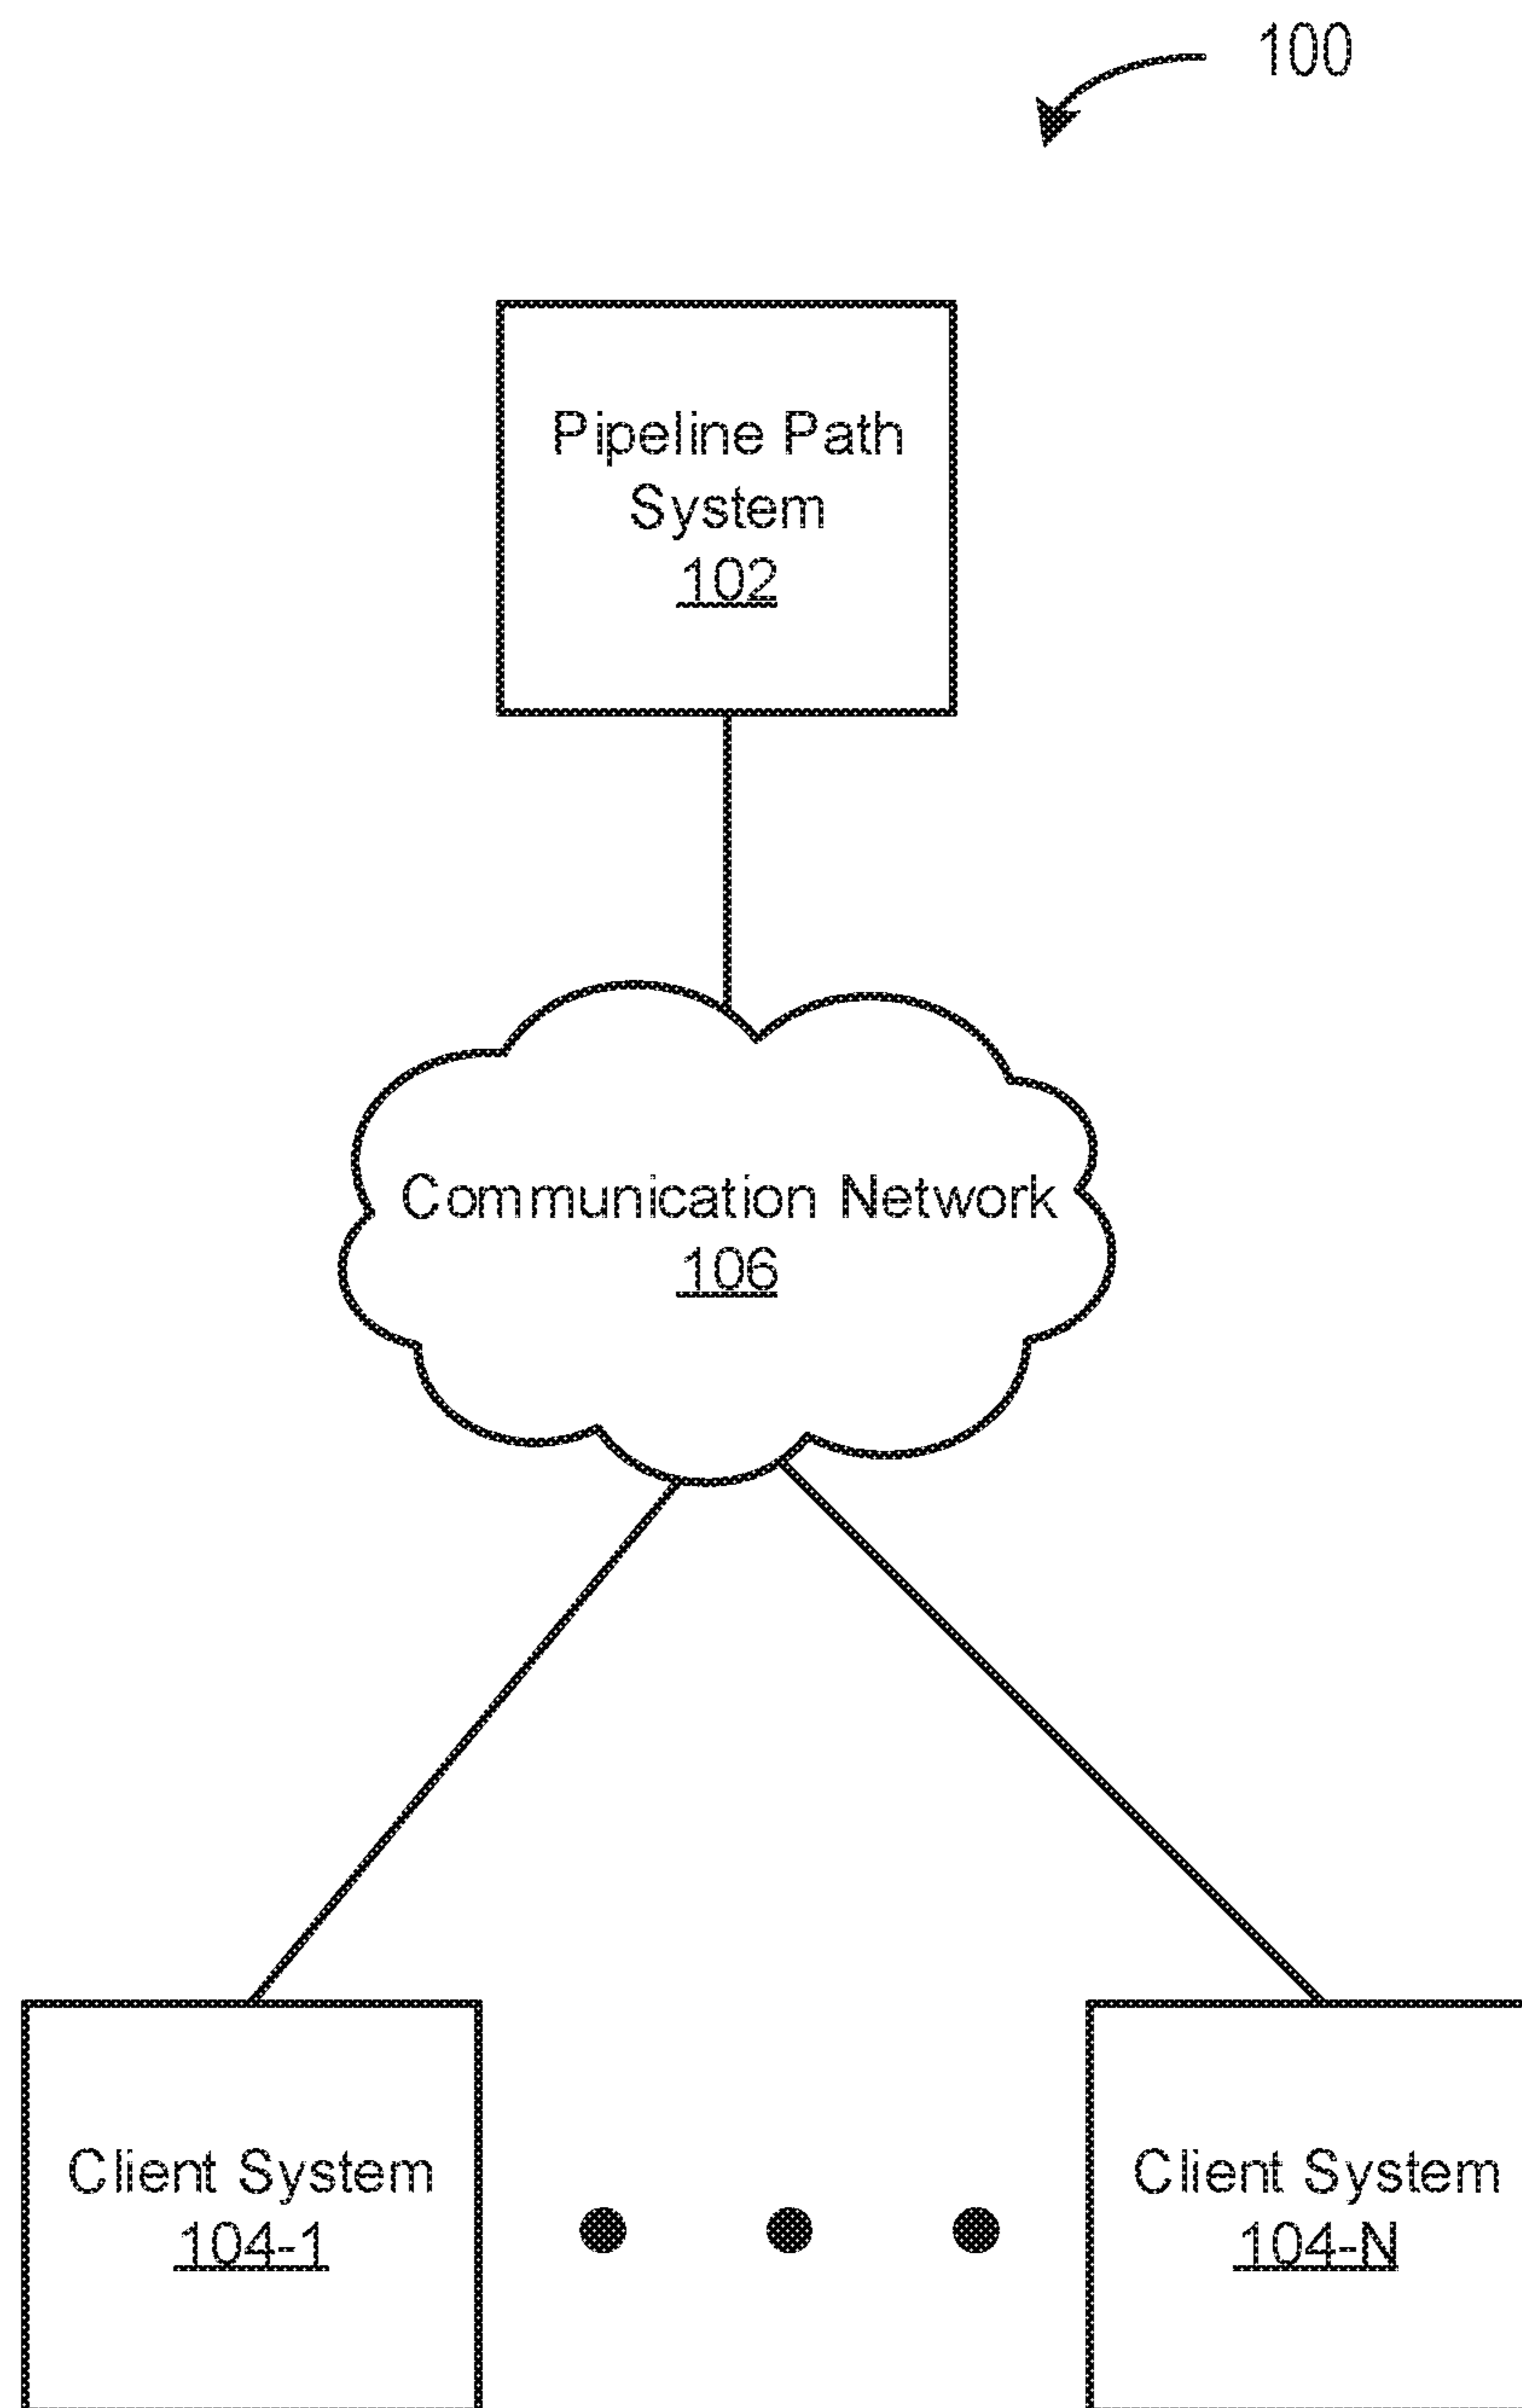 100
Pipeline Path
System
102
Communication Network
106
Client System
104-1
Client System
104-N